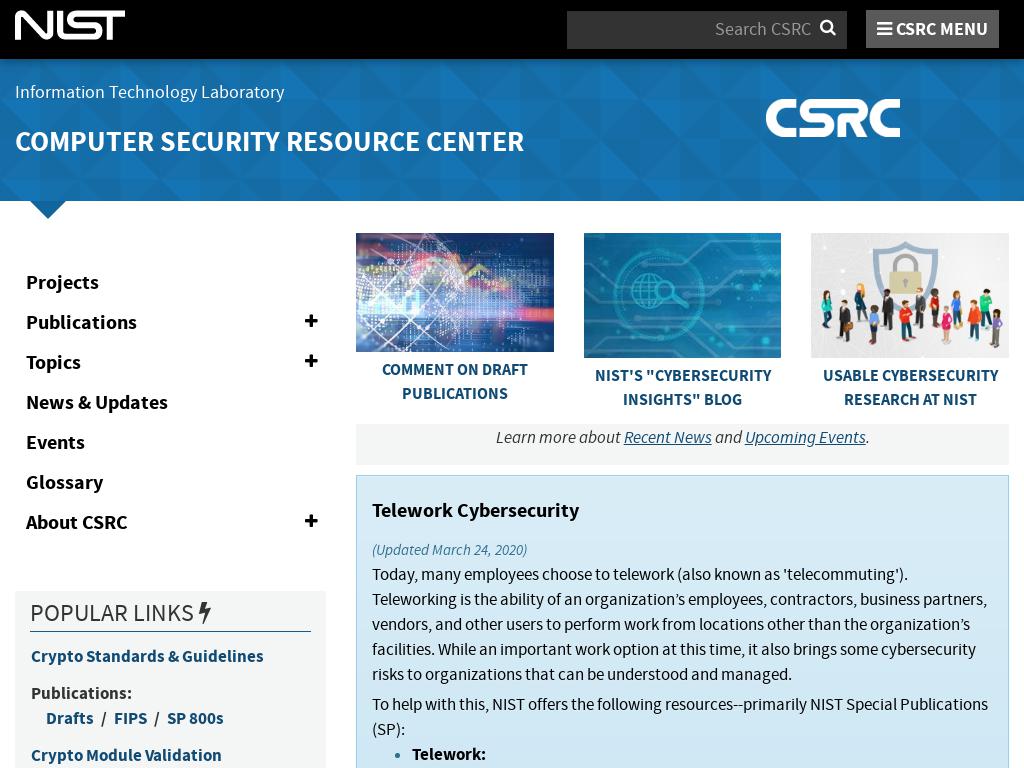 NIST
Search CSRC
CSRC MENU
Information Technology Laboratory
COMPUTER SECURITY RESOURCE CENTER
CSRC
Projects
Publications
Topics
News & Updates
Events
Glossary
About CSRC
POPULAR LINKS
Crypto Standards & Guidelines
Publications:
Drafts / FIPS / SP 800s
Crypto Module Validation
COMMENT ON DRAFT
PUBLICATIONS
NIST'S "CYBERSECURITY
INSIGHTS" BLOG
USABLE CYBERSECURITY
RESEARCH AT NIST
Learn more about Recent News and Upcoming Events.
Telework Cybersecurity
(Updated March 24, 2020)
Today, many employees choose to telework (also known as 'telecommuting').
Teleworking is the ability of an organization’s employees, contractors, business partners,
vendors, and other users to perform work from locations other than the organization’s
facilities. While an important work option at this time, it also brings some cybersecurity
risks to organizations that can be understood and managed.
To help with this, NIST offers the following resources--primarily NIST Special Publications
(SP):
• Telework: